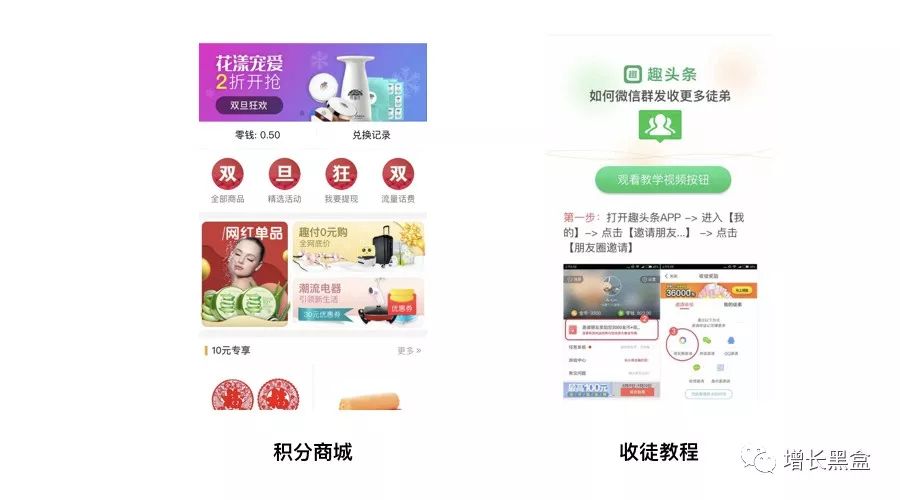 花漾宠爱
2折开抢
双旦狂欢
零钱: 0.50
兑换记录
双
旦
狂
双
全部商品
精选活动
我要提现
流量话费
网红单品
趣付0元购
全网底价
潮流电器
引领新生活
30元优惠券
优惠券
10元专享
更多 »
积分商城
趣头条
如何微信群发收更多徒弟
观看教学视频按钮
第一步：打开趣头条APP -> 进入【我
的】-> 点击【邀请朋友...】 -> 点击
【朋友圈邀请】
36000
最高100元
收徒教程
增长黑盒